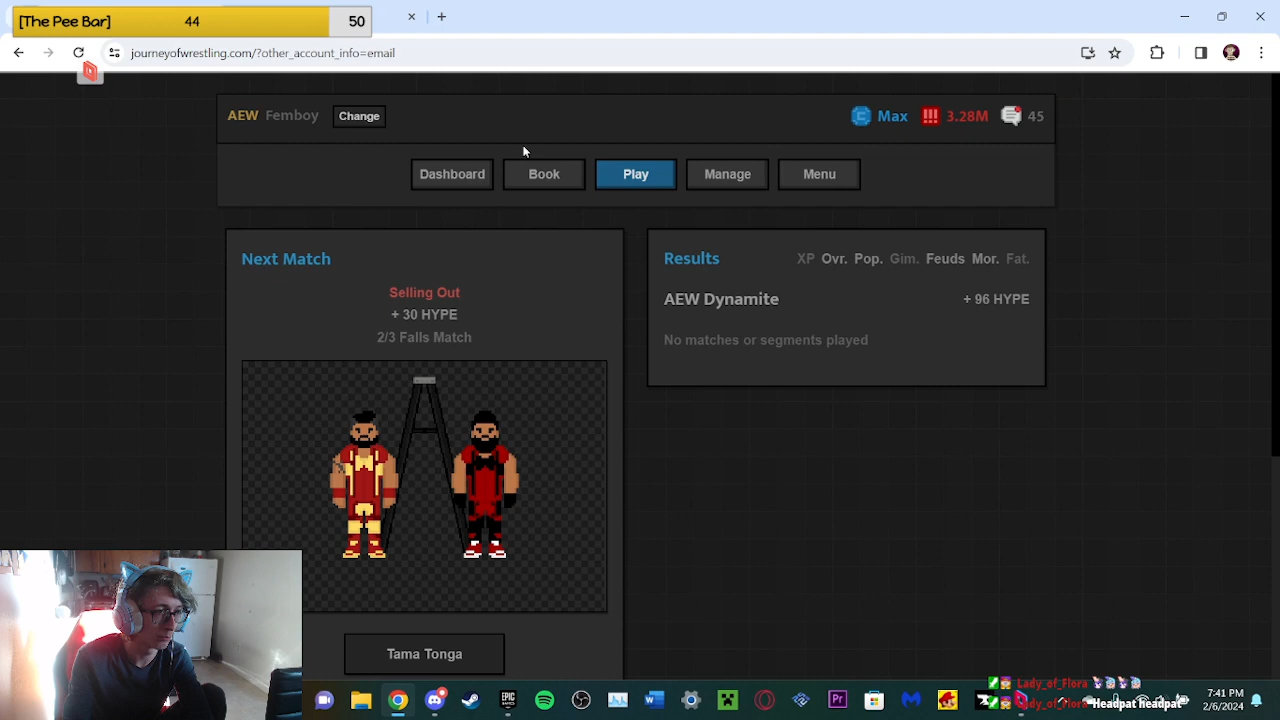 [The Pee Bar] 44 50
journeyofwrestling.com/?other_account_info=email
AEW Femboy Change Max 3.28M 45
Dashboard Book Play Manage Menu
Next Match
Selling Out
+ 30 HYPE
2/3 Falls Match
Tama Tonga
Results XP Ovr. Pop. Gim. Feuds Mor. Fat.
AEW Dynamite + 96 HYPE
No matches or segments played
Lady_of_Flora
Lady_of_Flora Headpat headpat
EPIC
Pr
7:41 PM
2/6/2024